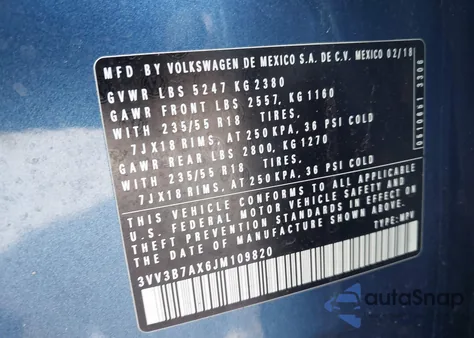 MFD BY VOLKSWAGEN DE MEXICO S.A. DE C.V. MEXICO 02/18
GVWR LBS 5247 KG 2380
GAWR FRONT LBS 2557, KG 1160
WITH 235/55 R18 TIRES,
7JX18 RIMS, AT 250 KPA, 36 PSI COLD
GAWR REAR LBS 2800, KG 1270
WITH 235/55 R18 TIRES,
7JX18 RIMS, AT 250 KPA, 36 PSI COLD
THIS VEHICLE CONFORMS TO ALL APPLICABLE
U.S. FEDERAL MOTOR VEHICLE SAFETY AND
THEFT PREVENTION STANDARDS IN EFFECT ON
THE DATE OF MANUFACTURE SHOWN ABOVE.
3VV3B7AX6JM109820 TYPE: MPV
3306
autoSnap